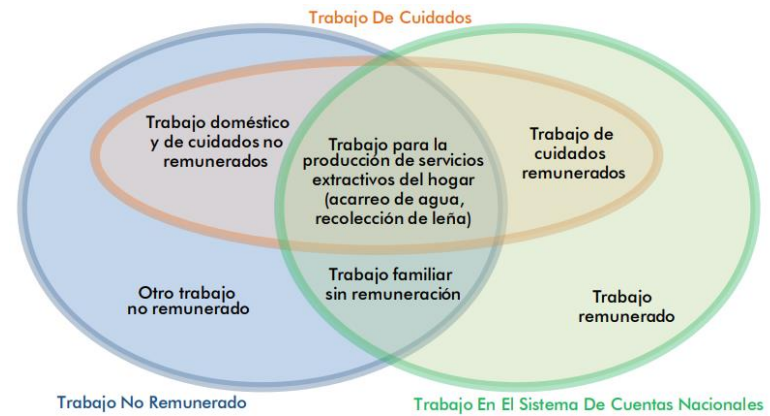 Trabajo De Cuidados
Trabajo doméstico
y de cuidados no
remunerados
Trabajo para la
producción de servicios
extractivos del hogar
(acarreo de agua,
recolección de leña)
Trabajo de
cuidados
remunerados
Otro trabajo
no remunerado
Trabajo familiar
sin remuneración
Trabajo
remunerado
Trabajo No Remunerado
Trabajo En El Sistema De Cuentas Nacionales